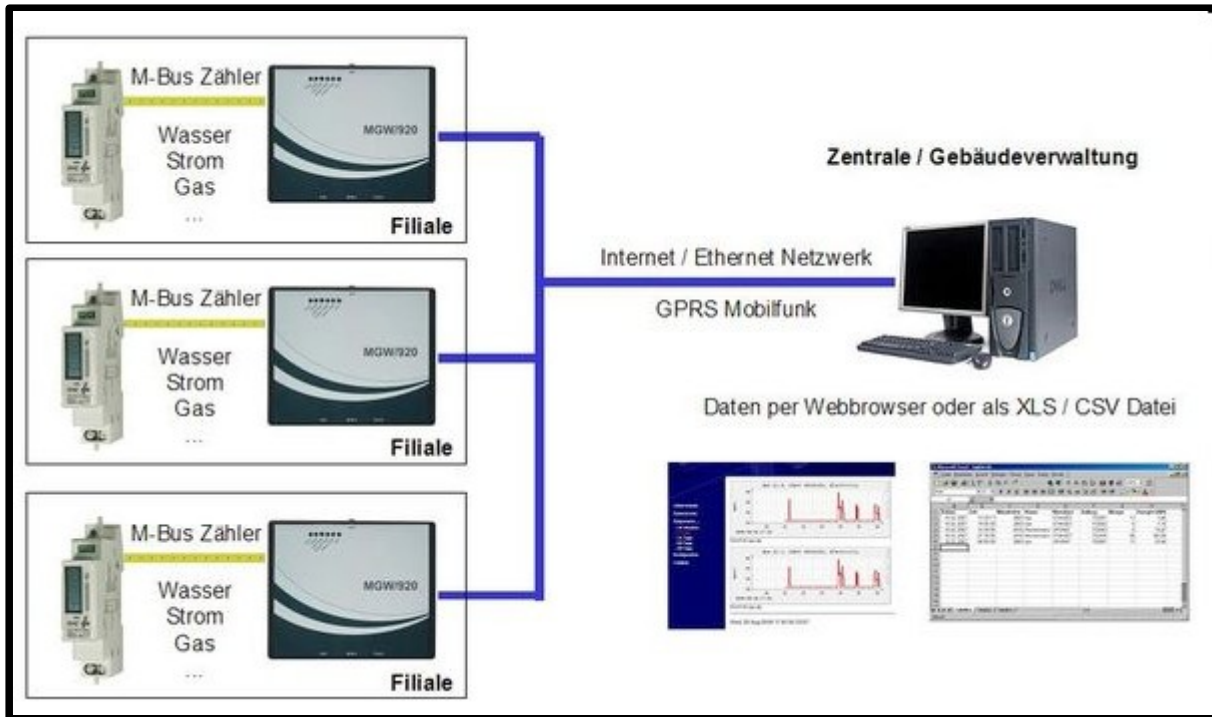 M-Bus Zähler
MGW/920
Wasser
Strom
Gas
...
Filiale
M-Bus Zähler
MGW/920
Wasser
Strom
Gas
...
Filiale
M-Bus Zähler
MGW/920
Wasser
Strom
Gas
...
Filiale
Zentrale / Gebäudeverwaltung
Internet / Ethernet Netzwerk
GPRS Mobilfunk
Daten per Webbrowser oder als XLS / CSV Datei